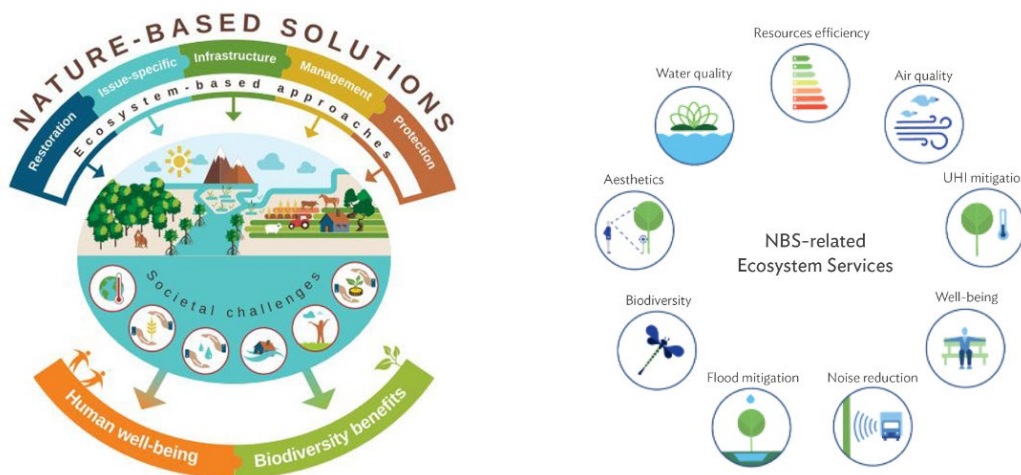 NATURE-BASED SOLUTIONS
Restoration
Issue-specific
Infrastructure
Management
Protection
Ecosystem-based approaches
Societal challenges
Human well-being
Biodiversity benefits
Resources efficiency
Water quality
Air quality
Aesthetics
UHI mitigation
NBS-related
Ecosystem Services
Biodiversity
Well-being
Flood mitigation
Noise reduction